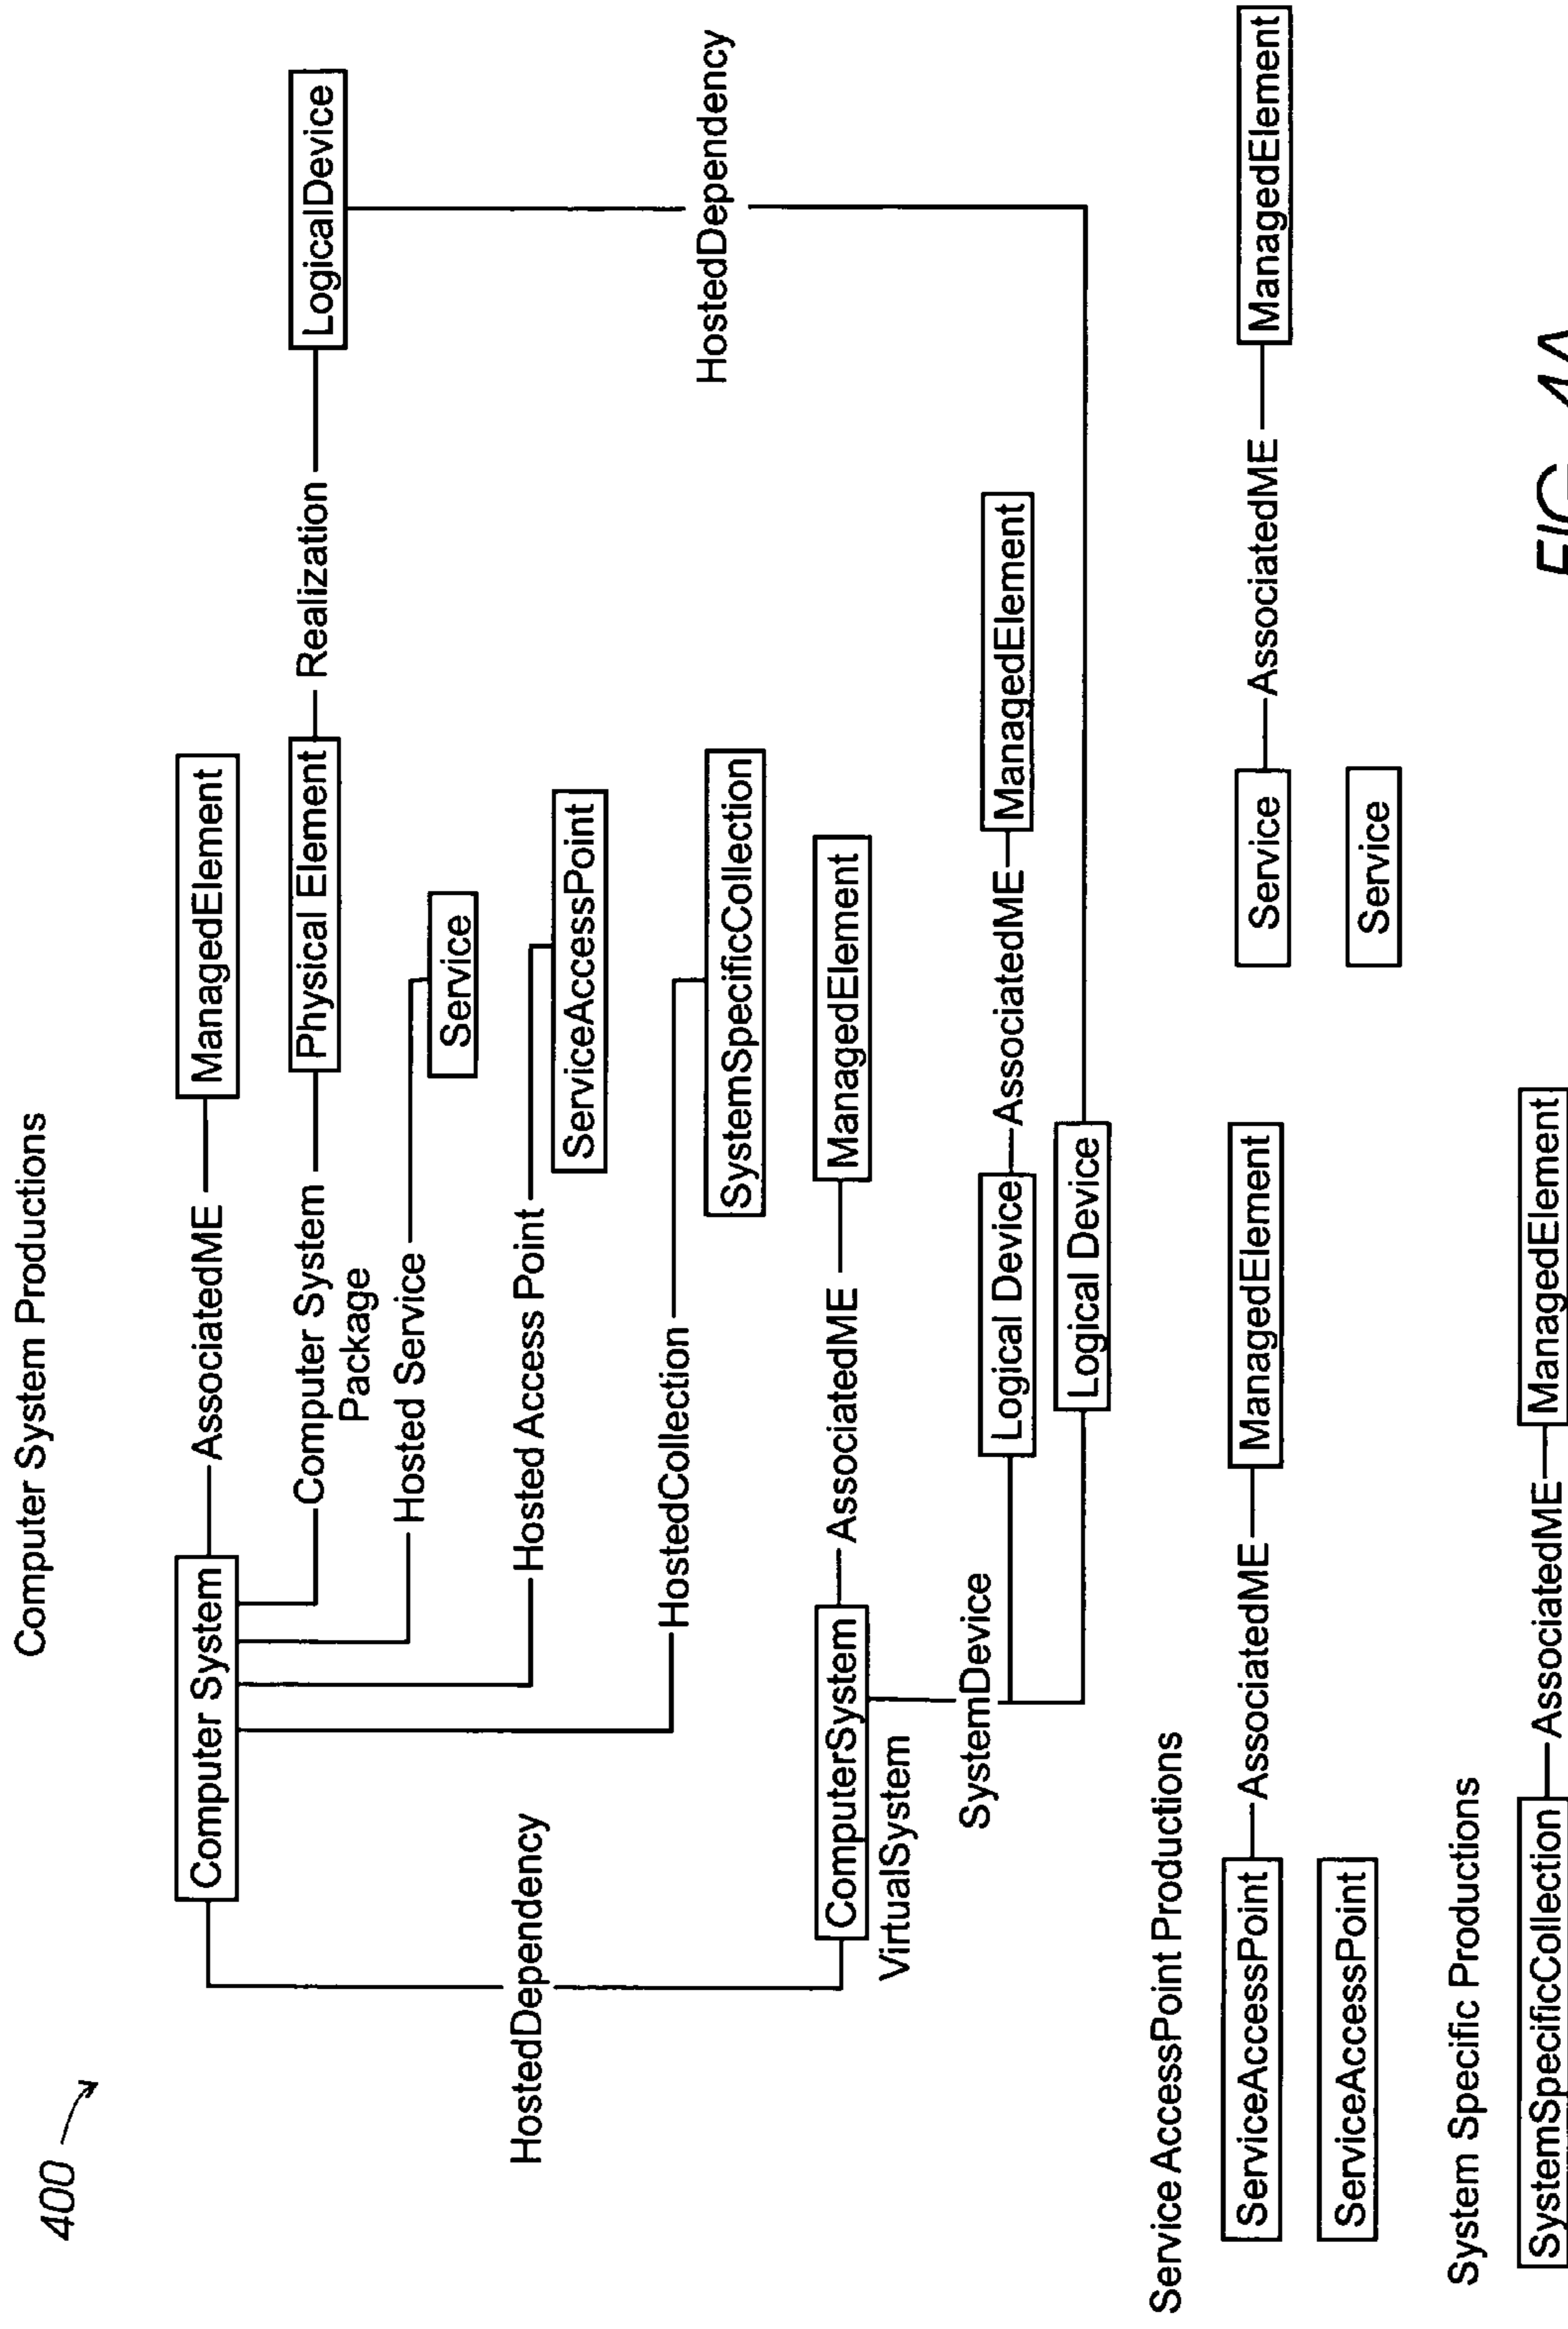 400
Computer System Productions
Computer System
AssociatedME
ManagedElement
Computer System
Package
Physical Element
Realization
LogicalDevice
Hosted Service
Service
Hosted Access Point
ServiceAccessPoint
HostedDependency
HostedCollection
SystemSpecificCollection
HostedDependency
ComputerSystem
AssociatedME
ManagedElement
VirtualSystem
SystemDevice
Logical Device
AssociatedME
ManagedElement
Logical Device
Service AccessPoint Productions
ServiceAccessPoint
AssociatedME
ManagedElement
Service
AssociatedME
ManagedElement
ServiceAccessPoint
Service
System Specific Productions
SystemSpecificCollection
AssociatedME
ManagedElement
FIG. 4A